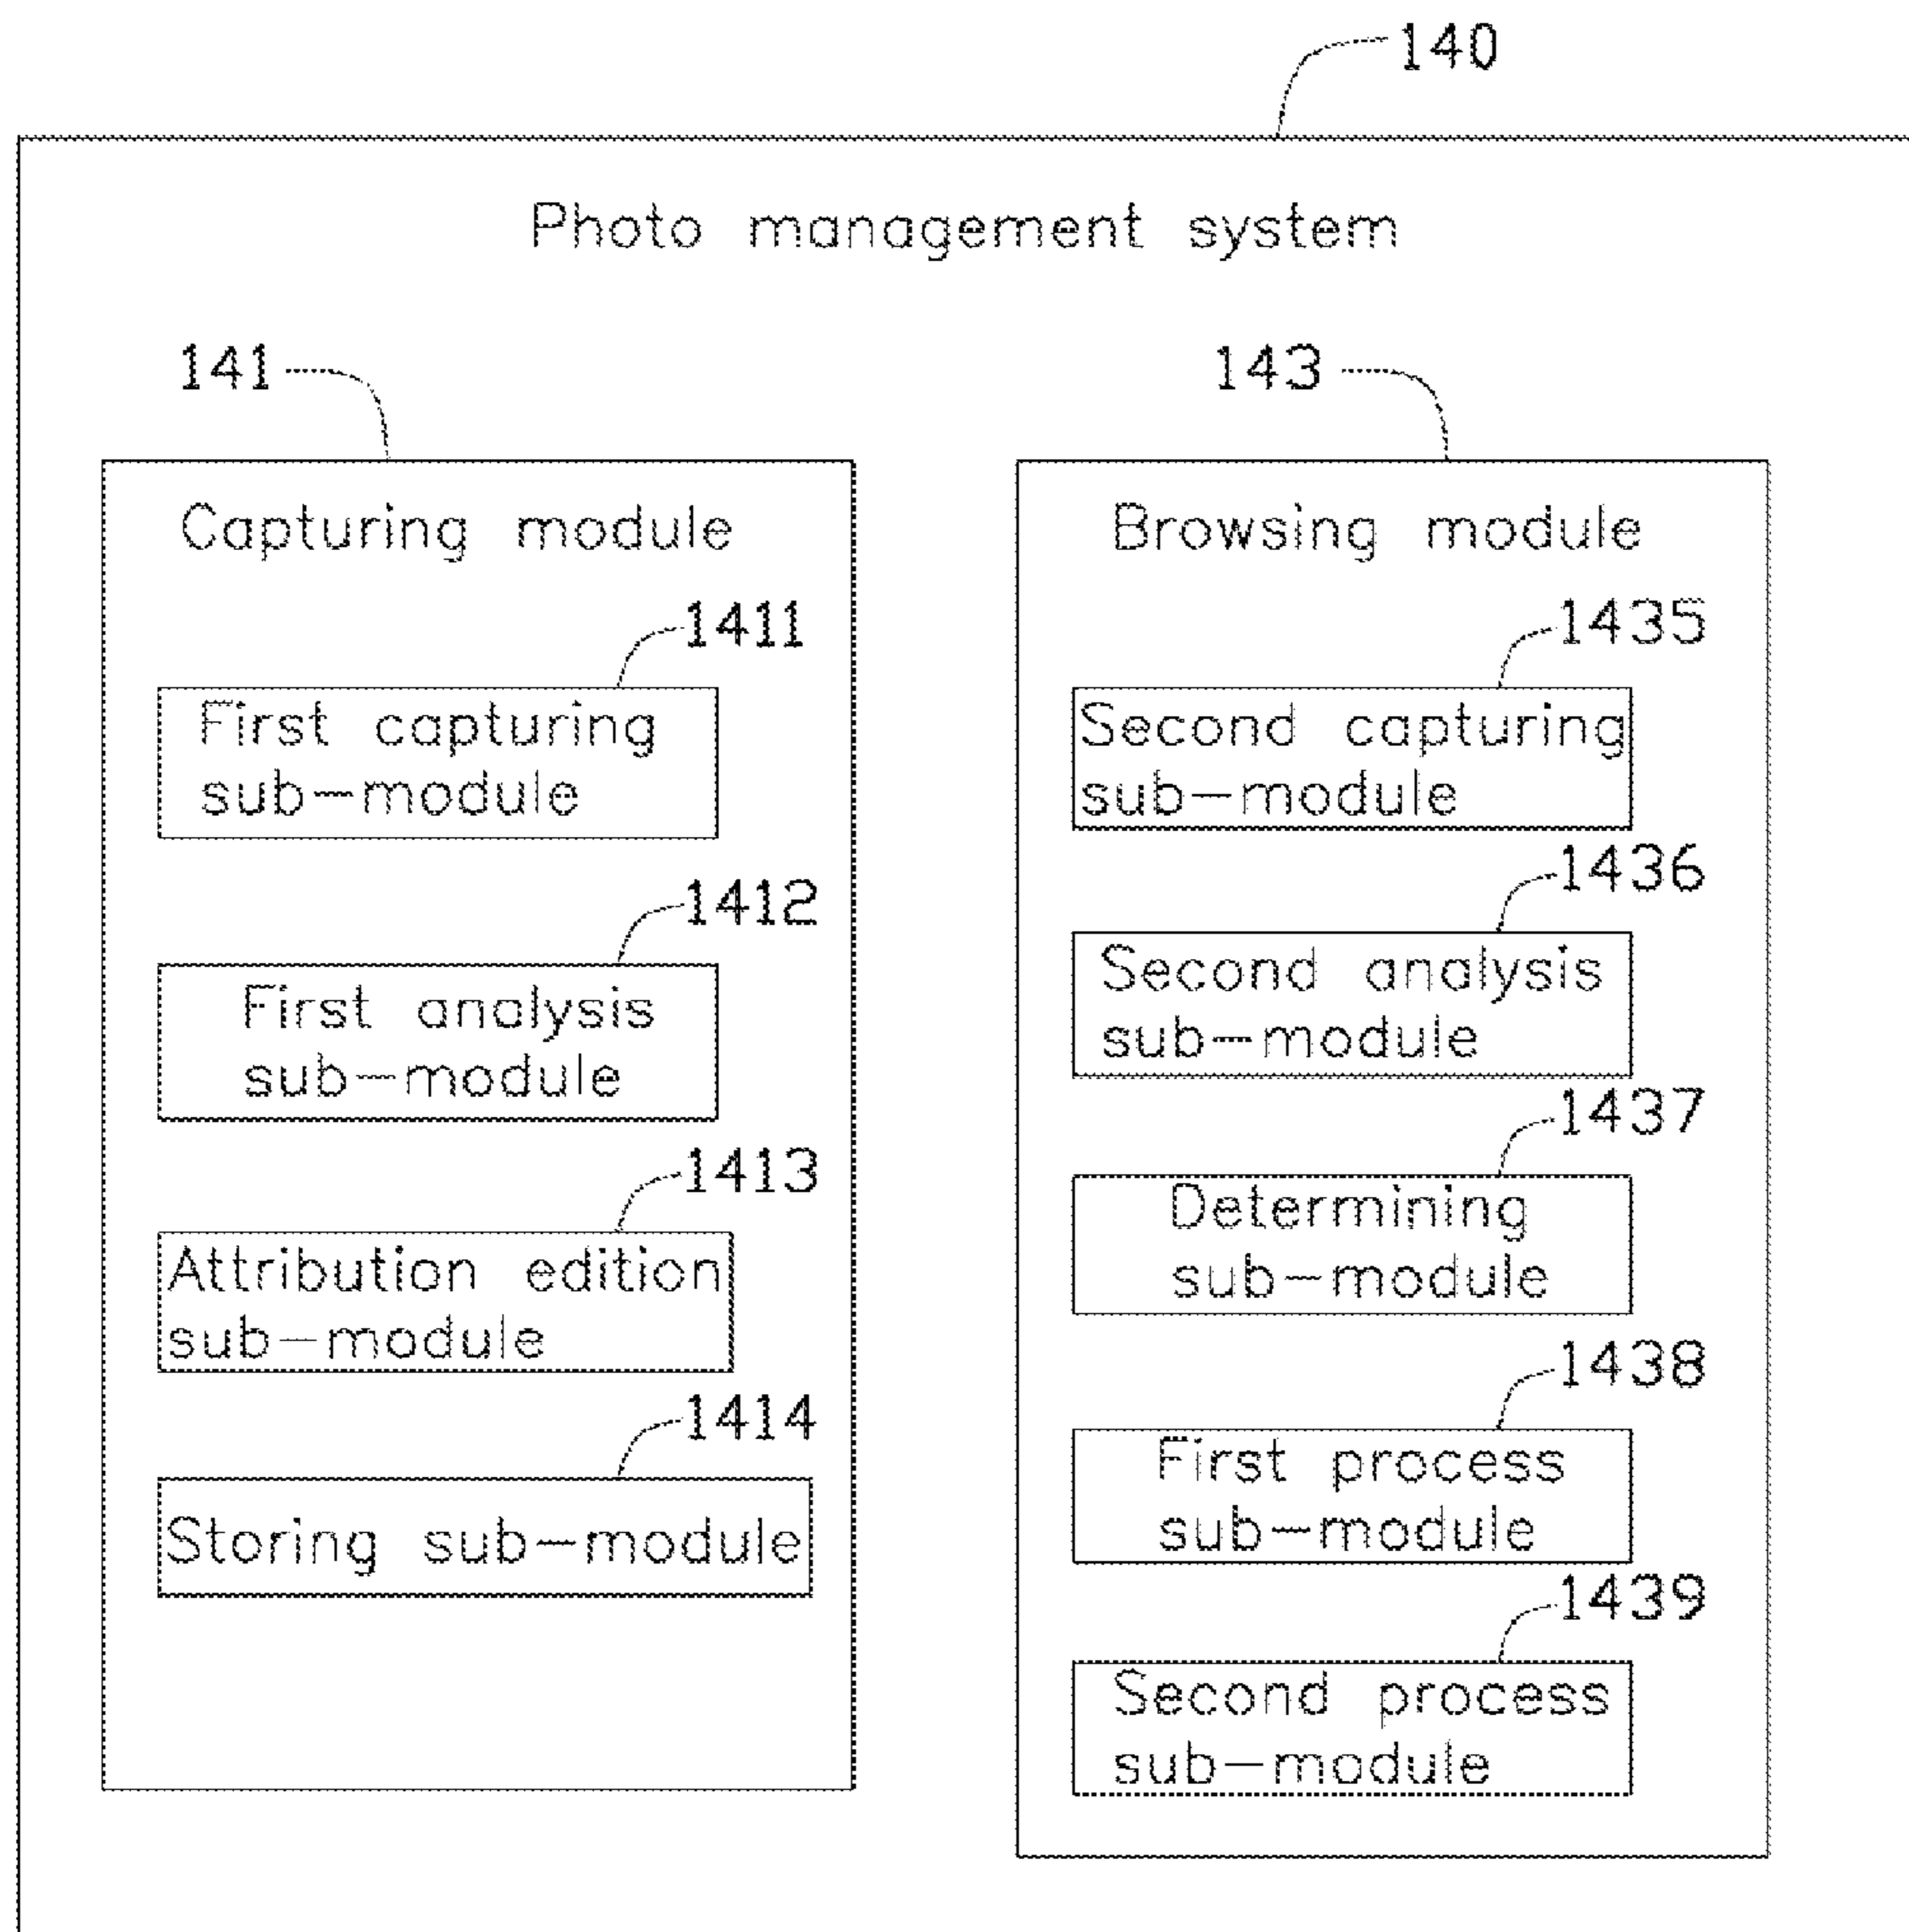 140
Photo management system
141
Capturing module
1411
First capturing
sub-module
1412
First analysis
sub-module
1413
Attribution edition
sub-module
1414
Storing sub-module
143
Browsing module
1435
Second capturing
sub-module
1436
Second analysis
sub-module
1437
Determining
sub-module
1438
First process
sub-module
1439
Second process
sub-module